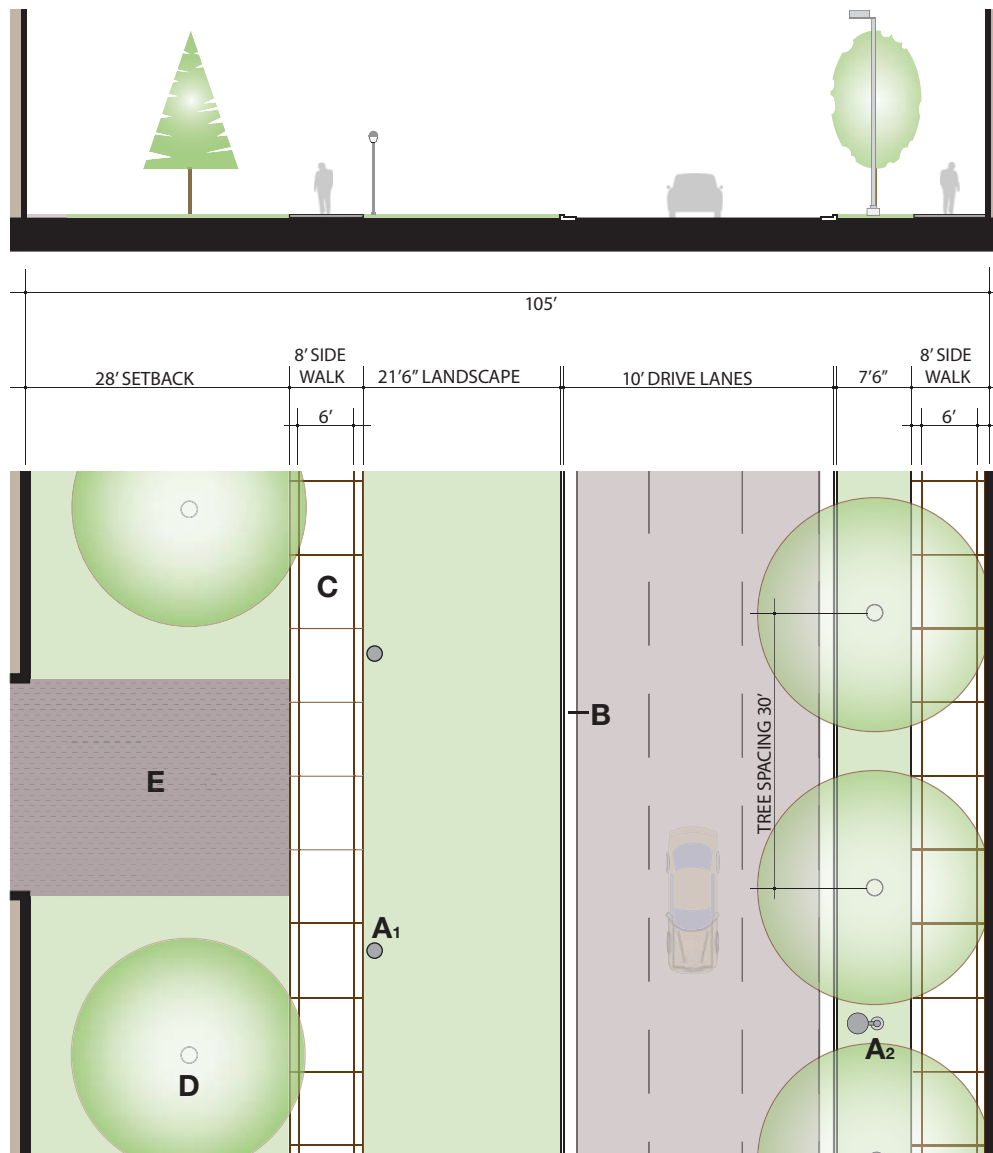 105’
28’ SETBACK
8’ SIDE
WALK
21’6” LANDSCAPE
10’ DRIVE LANES
7’6”
8’ SIDE
WALK
6’
6’
C
B
TREE SPACING 30’
E
A1
A2
D